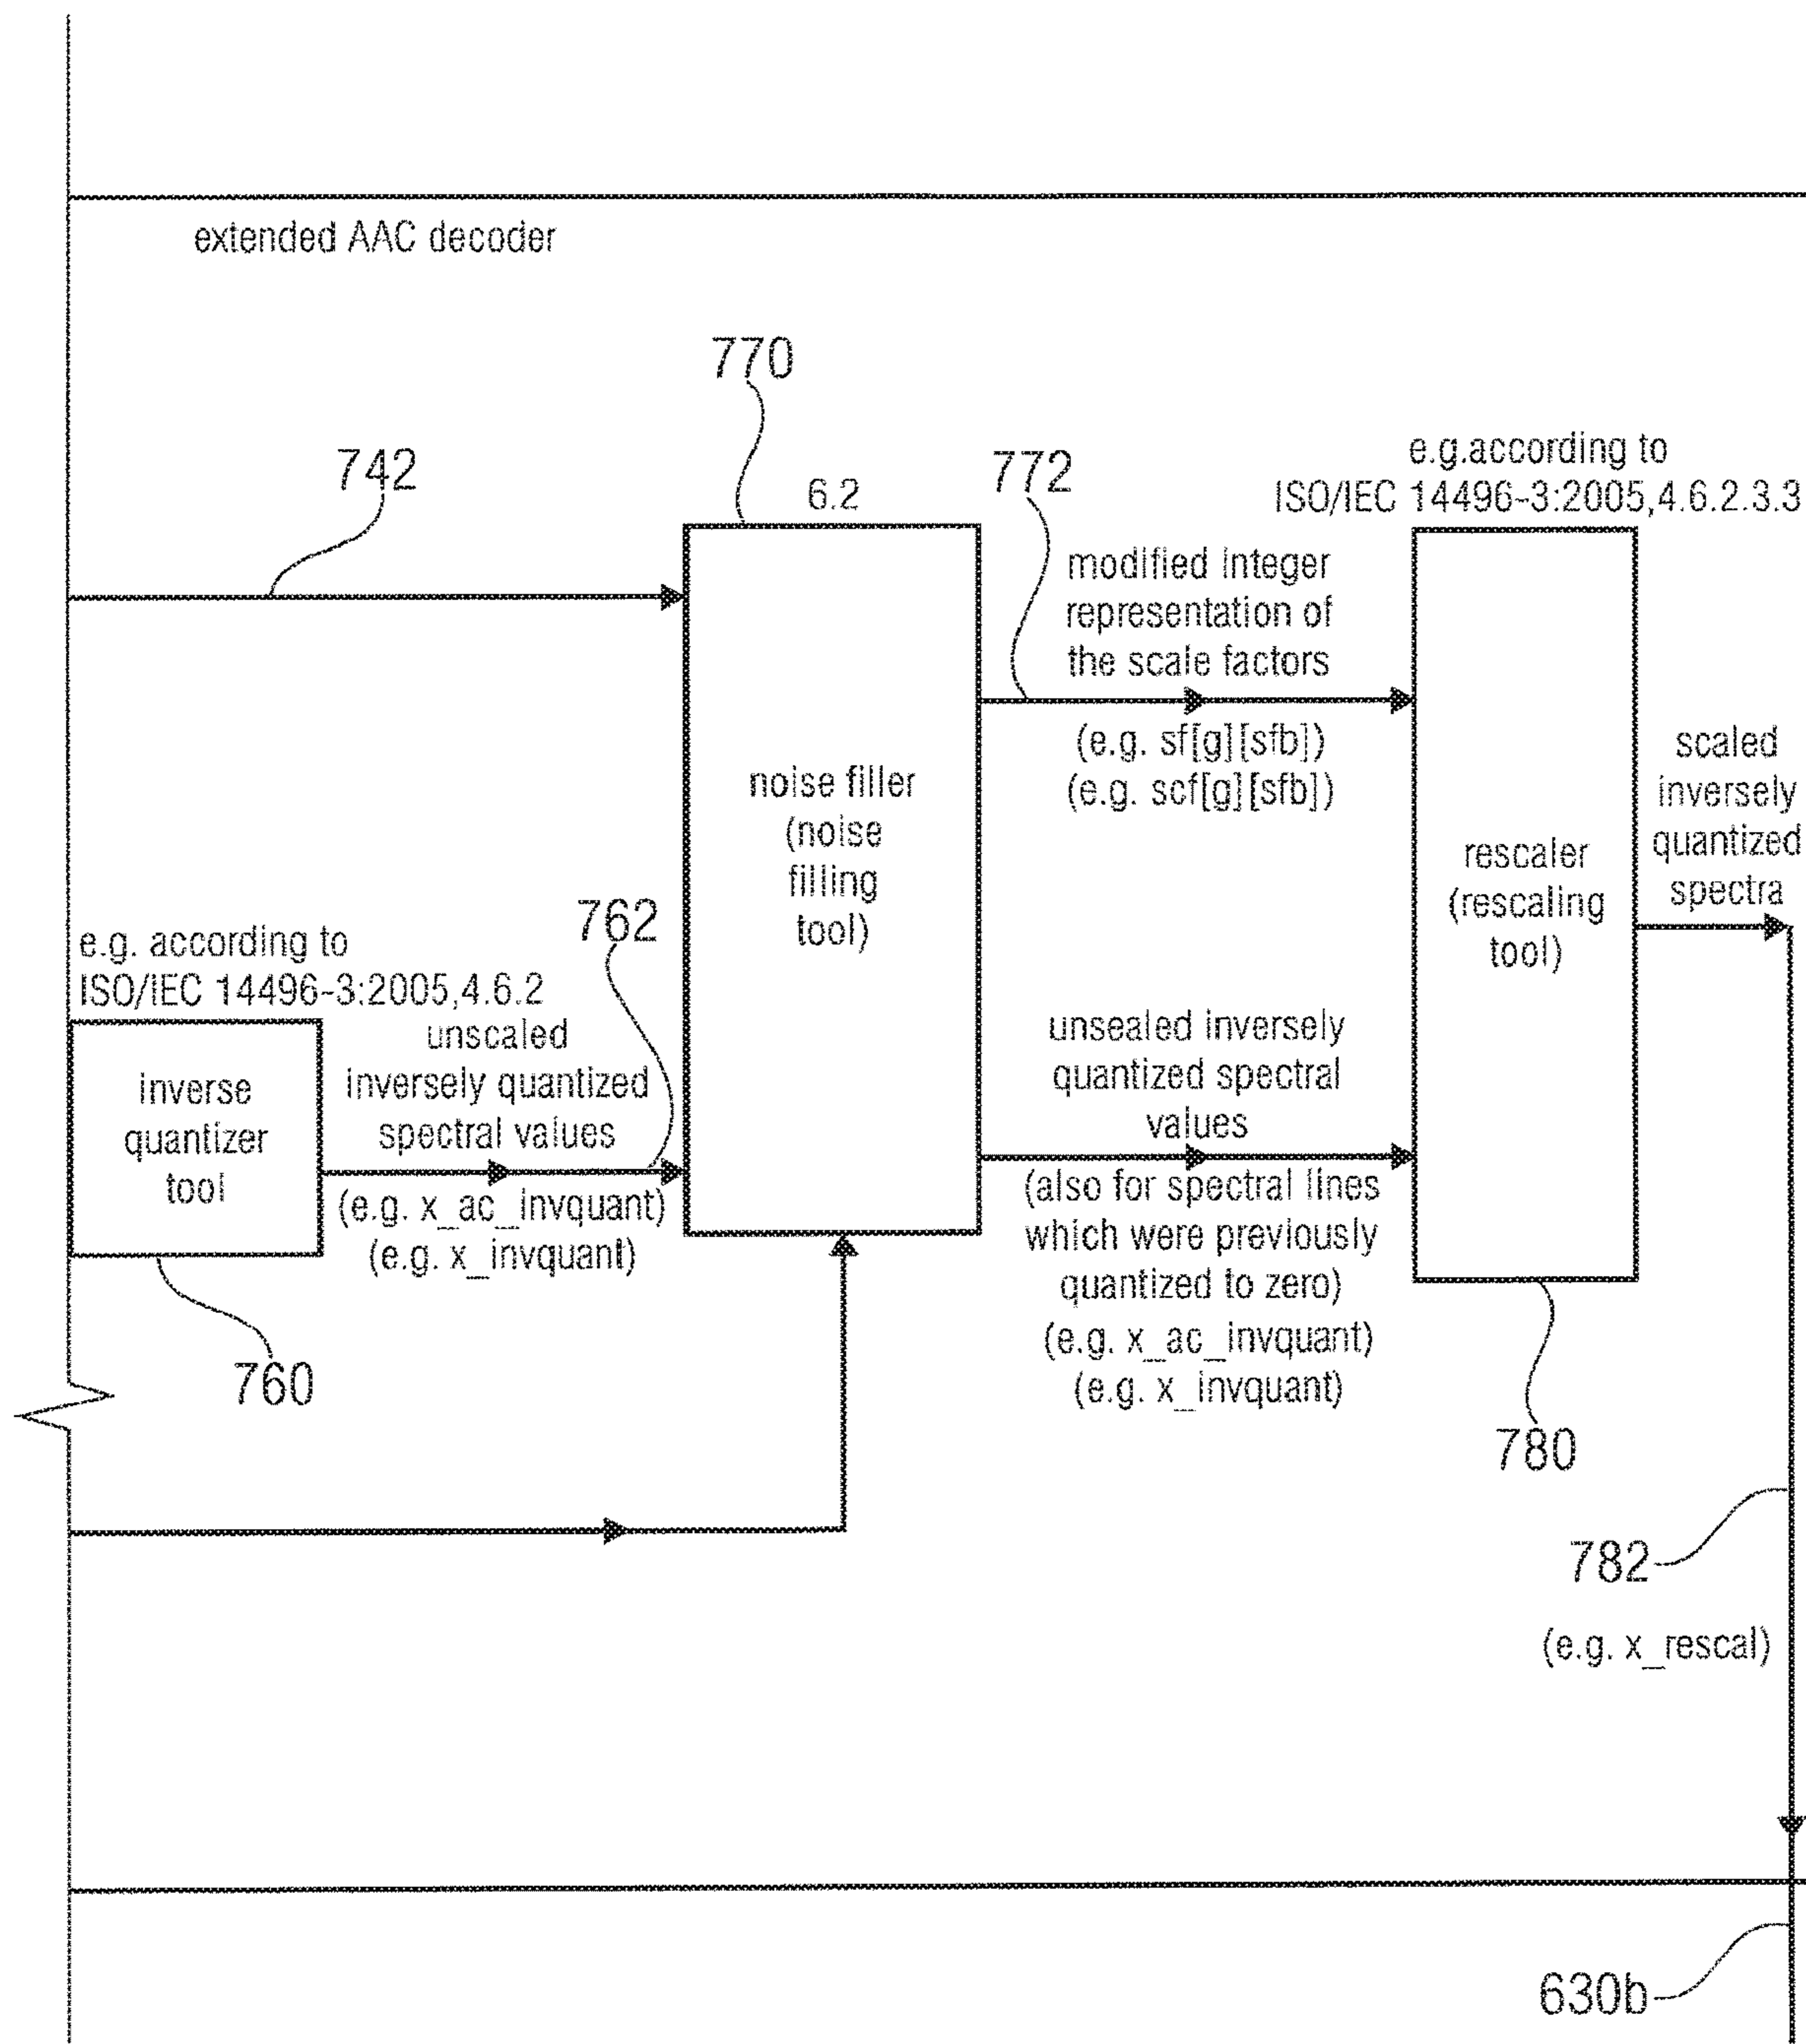 extended AAC decoder
770
742
6.2
772
e.g.according to
ISO/IEC 14496-3:2005,4.6.2.3.3
modified integer
representation of
the scale factors
(e.g. sf[g][sfb])
(e.g. scf[g][sfb])
noise filler
(noise
filling
tool)
rescaler
(rescaling
tool)
scaled
inversely
quantized
spectra
762
e.g. according to
ISO/IEC 14496-3:2005,4.6.2
unscaled
inversely quantized
spectral values
(e.g. x_ac_invquant)
(e.g. x_invquant)
inverse
quantizer
tool
760
unsealed inversely
quantized spectral
values
(also for spectral lines
which were previously
quantized to zero)
(e.g. x_ac_invquant)
(e.g. x_invquant)
780
782
(e.g. x_rescal)
630b